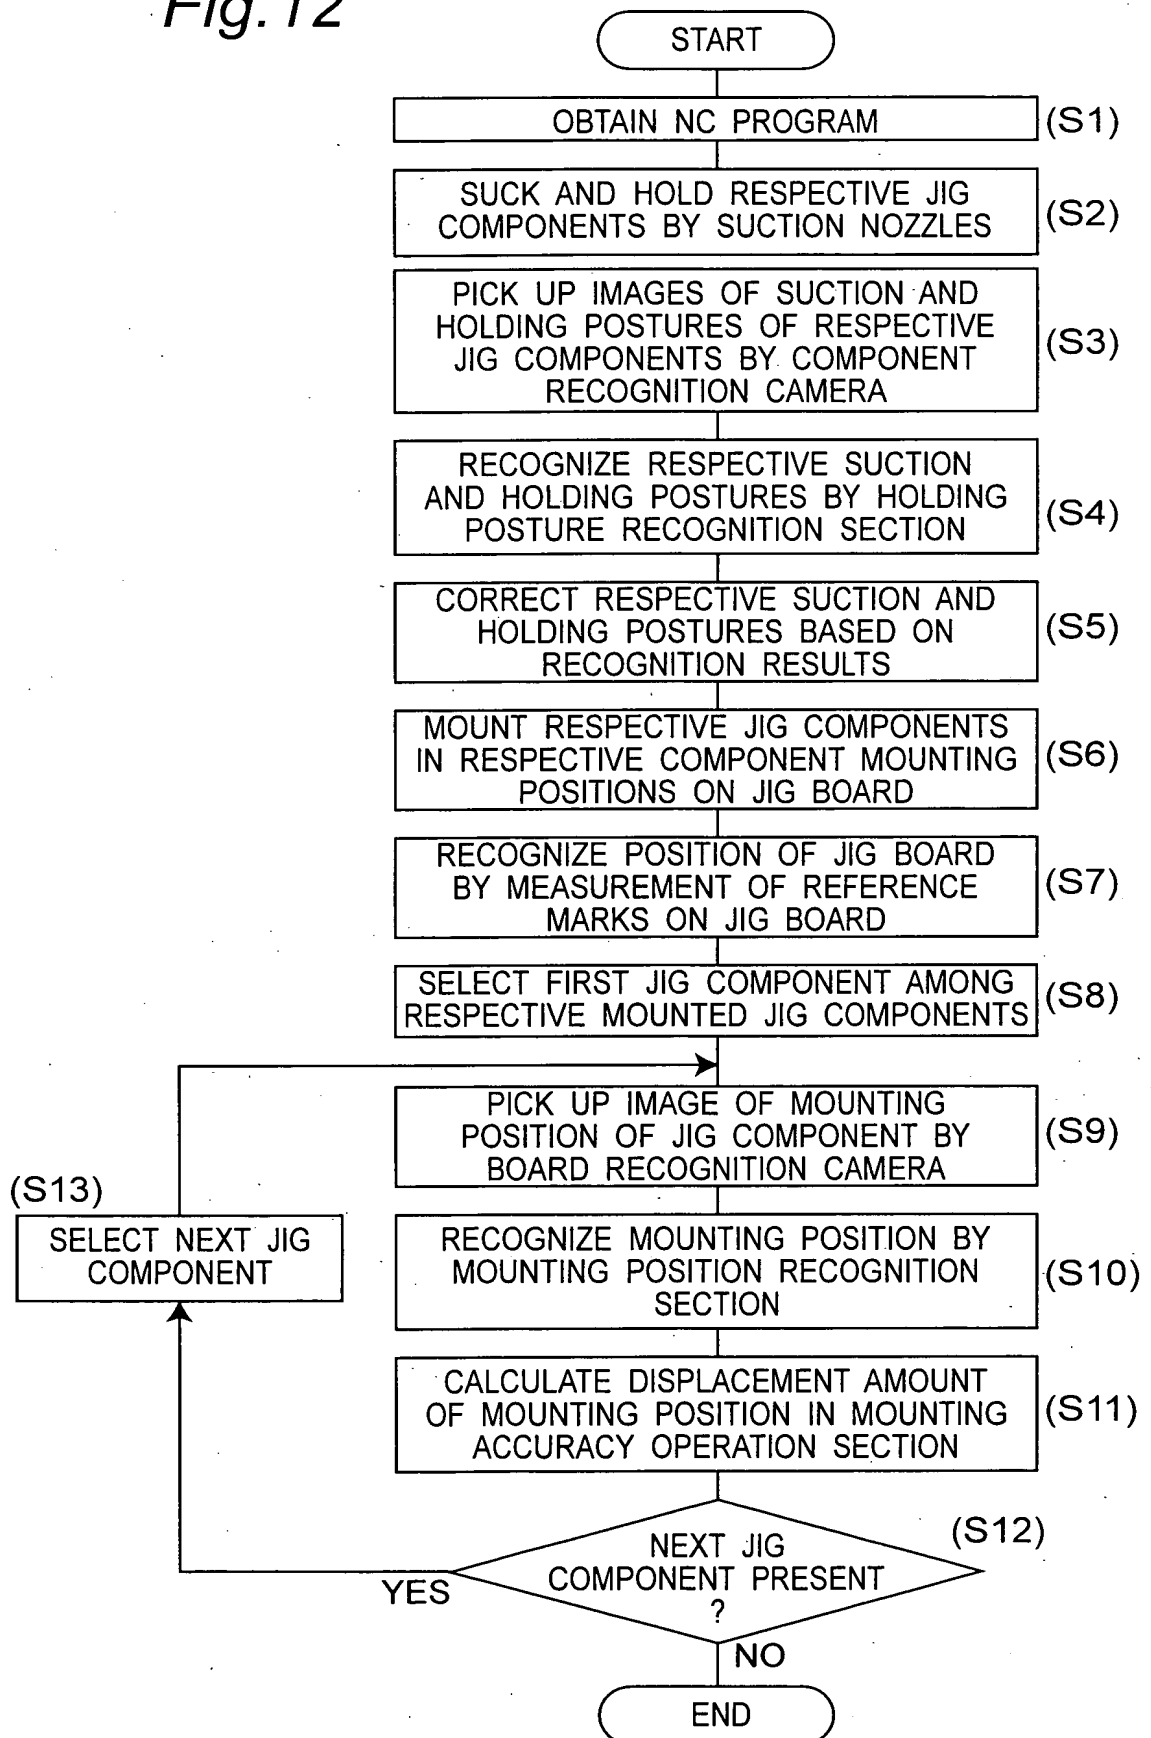 Fig. 12
START
OBTAIN NC PROGRAM
(S1)
SUCK AND HOLD RESPECTIVE JIG
COMPONENTS BY SUCTION NOZZLES
(S2)
PICK UP IMAGES OF SUCTION AND
HOLDING POSTURES OF RESPECTIVE
JIG COMPONENTS BY COMPONENT
RECOGNITION CAMERA
(S3)
RECOGNIZE RESPECTIVE SUCTION
AND HOLDING POSTURES BY HOLDING
POSTURE RECOGNITION SECTION
(S4)
CORRECT RESPECTIVE SUCTION AND
HOLDING POSTURES BASED ON
RECOGNITION RESULTS
(S5)
MOUNT RESPECTIVE JIG COMPONENTS
IN RESPECTIVE COMPONENT MOUNTING
POSITIONS ON JIG BOARD
(S6)
RECOGNIZE POSITION OF JIG BOARD
BY MEASUREMENT OF REFERENCE
MARKS ON JIG BOARD
(S7)
SELECT FIRST JIG COMPONENT AMONG
RESPECTIVE MOUNTED JIG COMPONENTS
(S8)
PICK UP IMAGE OF MOUNTING
POSITION OF JIG COMPONENT BY
BOARD RECOGNITION CAMERA
(S9)
(S13)
SELECT NEXT JIG
COMPONENT
RECOGNIZE MOUNTING POSITION BY
MOUNTING POSITION RECOGNITION
SECTION
(S10)
CALCULATE DISPLACEMENT AMOUNT
OF MOUNTING POSITION IN MOUNTING
ACCURACY OPERATION SECTION
(S11)
(S12)
NEXT JIG
COMPONENT PRESENT
?
YES
NO
END